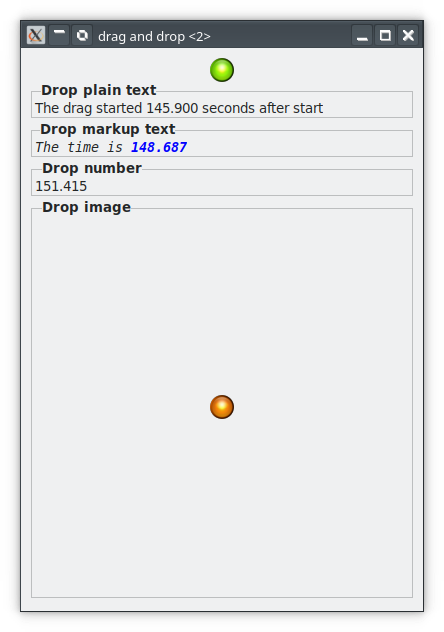 drag and drop <2>
Drop plain text
The drag started 145.900 seconds after start
Drop markup text
The time is 148.687
Drop number
151.415
Drop image